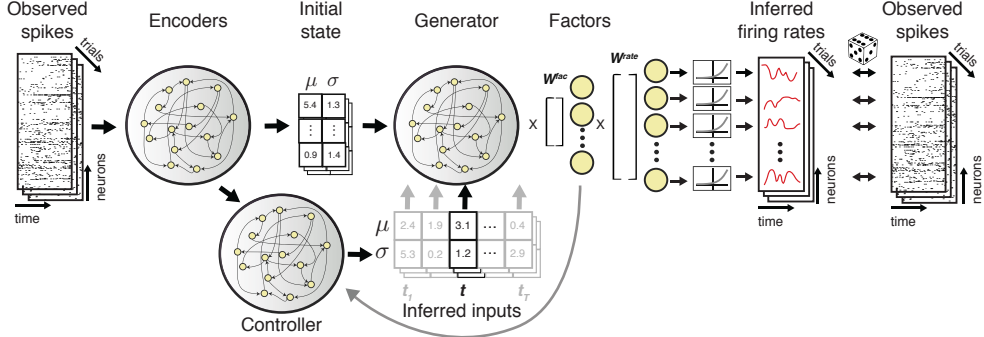 Observed
spikes
Encoders
Initial
state
Generator
Factors
Inferred
firing rates
Observed
spikes
trials
neurons
time
μ σ
5.4 1.3
0.9 1.4
X
W^fac
X
W^rate
trials
neurons
time
trials
neurons
time
μ 2.4 1.9 3.1 0.4
σ 5.3 0.2 1.2 2.9
t₁ t t_T
Inferred inputs
Controller